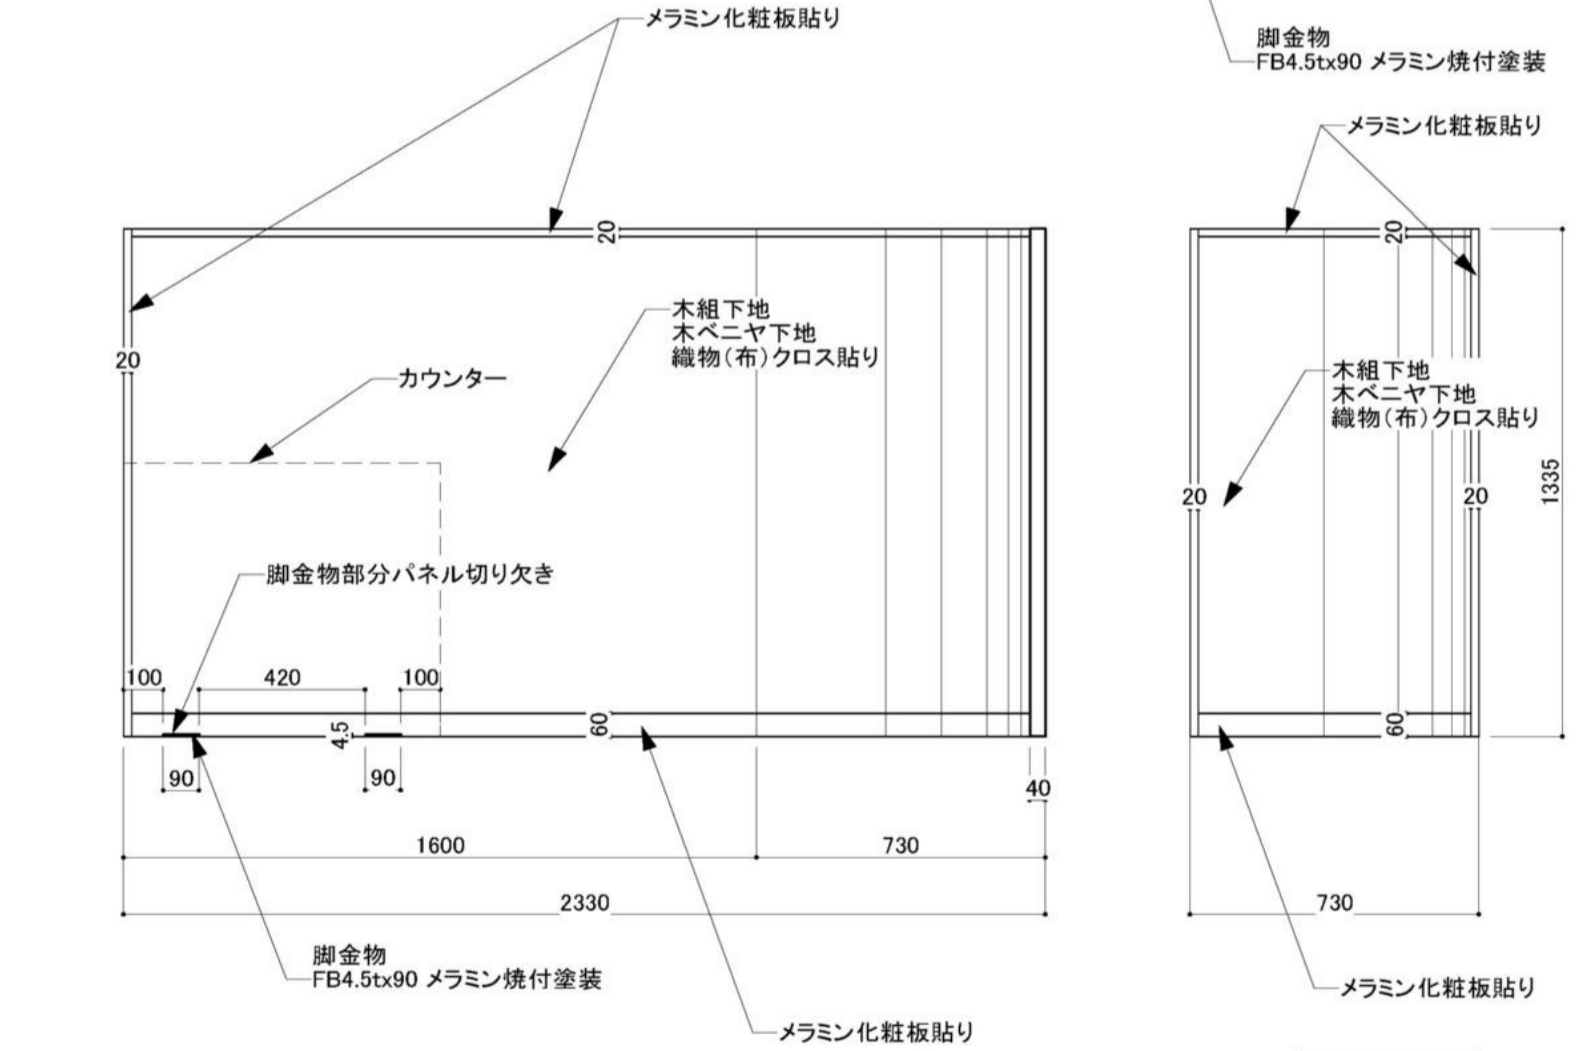 メラミン化粧板貼り
脚金物
FB4.5tx90 メラミン焼付塗装
メラミン化粧板貼り
20
20
木組下地
木ベニヤ下地
織物(布)クロス貼り
20
カウンター
木組下地
木ベニヤ下地
織物(布)クロス貼り
1335
20
20
脚金物部分パネル切り欠き
100
420
100
4.5
60
60
90
90
40
1600
730
2330
730
脚金物
FB4.5tx90 メラミン焼付塗装
メラミン化粧板貼り
メラミン化粧板貼り